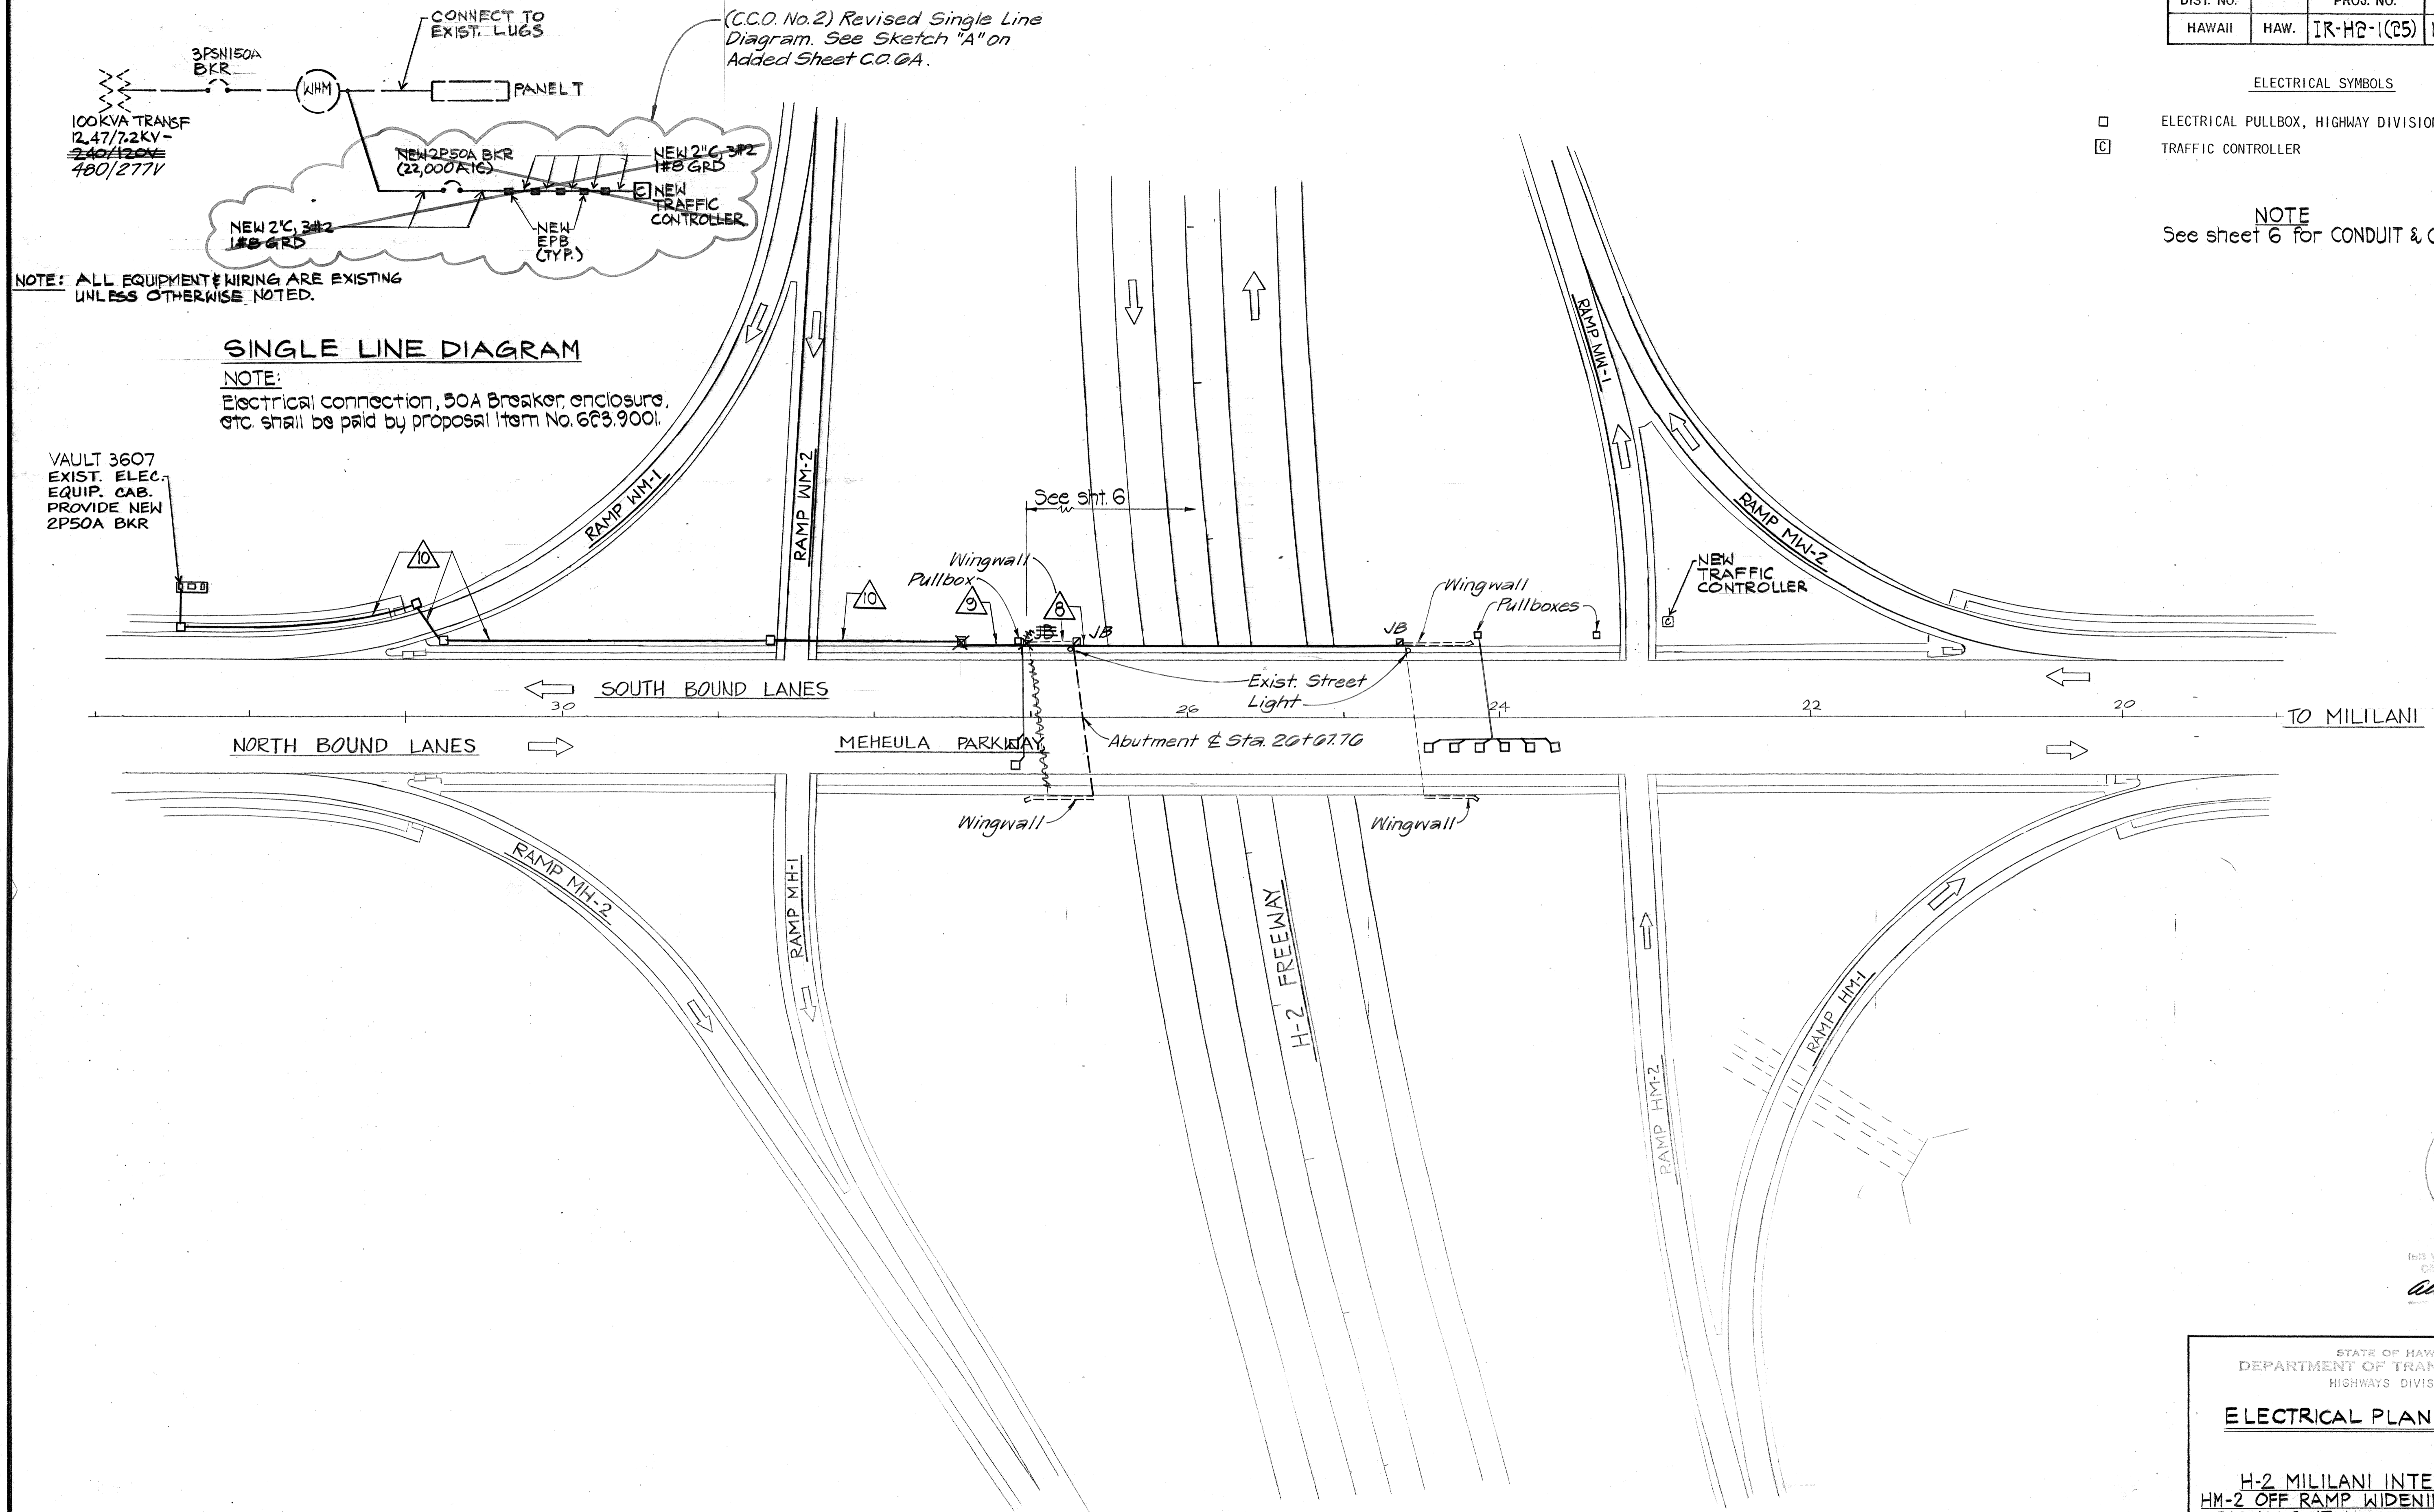 CONNECT TO
EXIST. LUGS
3PSN150A
BKR
WHM
PANEL T
100KVA TRANSF
12.47/7.2KV-
240/120V
480/277V
(C.C.O. No.2) Revised Single Line
Diagram. See Sketch "A" on
Added Sheet C.O. 6A.
NEW 2P50A BKR
(22,000 AIC)
NEW 2"C, 3#2
1#8 GRD
C
NEW
TRAFFIC
CONTROLLER
NEW 2"C, 3#2
1#8 GRD
NEW
EPB
(TYP.)
NOTE: ALL EQUIPMENT & WIRING ARE EXISTING
UNLESS OTHERWISE NOTED.
SINGLE LINE DIAGRAM
NOTE:
Electrical connection, 50A Breaker, enclosure,
etc. shall be paid by proposal Item No. 623.9001.
DIST. NO. PROJ. NO.
HAWAII HAW. IR-H2-1(25)
ELECTRICAL SYMBOLS
ELECTRICAL PULLBOX, HIGHWAY DIVISION
C TRAFFIC CONTROLLER
NOTE
See sheet 6 for CONDUIT &
VAULT 3607
EXIST. ELEC.
EQUIP. CAB.
PROVIDE NEW
2P50A BKR
RAMP WM-1
RAMP WM-2
RAMP MW-1
RAMP MW-2
See sht. 6
10
10
9
8
Wingwall
Pullbox
JB
JB
Wingwall
Pullboxes
JB
NEW
TRAFFIC
CONTROLLER
C
SOUTH BOUND LANES
Exist. Street
Light
30
26
24
22
20
TO MILILANI
NORTH BOUND LANES
MEHEULA PARKWAY
Abutment ℄ Sta. 26+67.76
Wingwall
Wingwall
RAMP MH-2
RAMP MH-1
H-2 FREEWAY
RAMP HM-2
RAMP HM-1
STATE OF HAW
DEPARTMENT OF TRAN
HIGHWAYS DIVIS
ELECTRICAL PLAN
H-2 MILILANI INTE
HM-2 OFF RAMP WIDENI